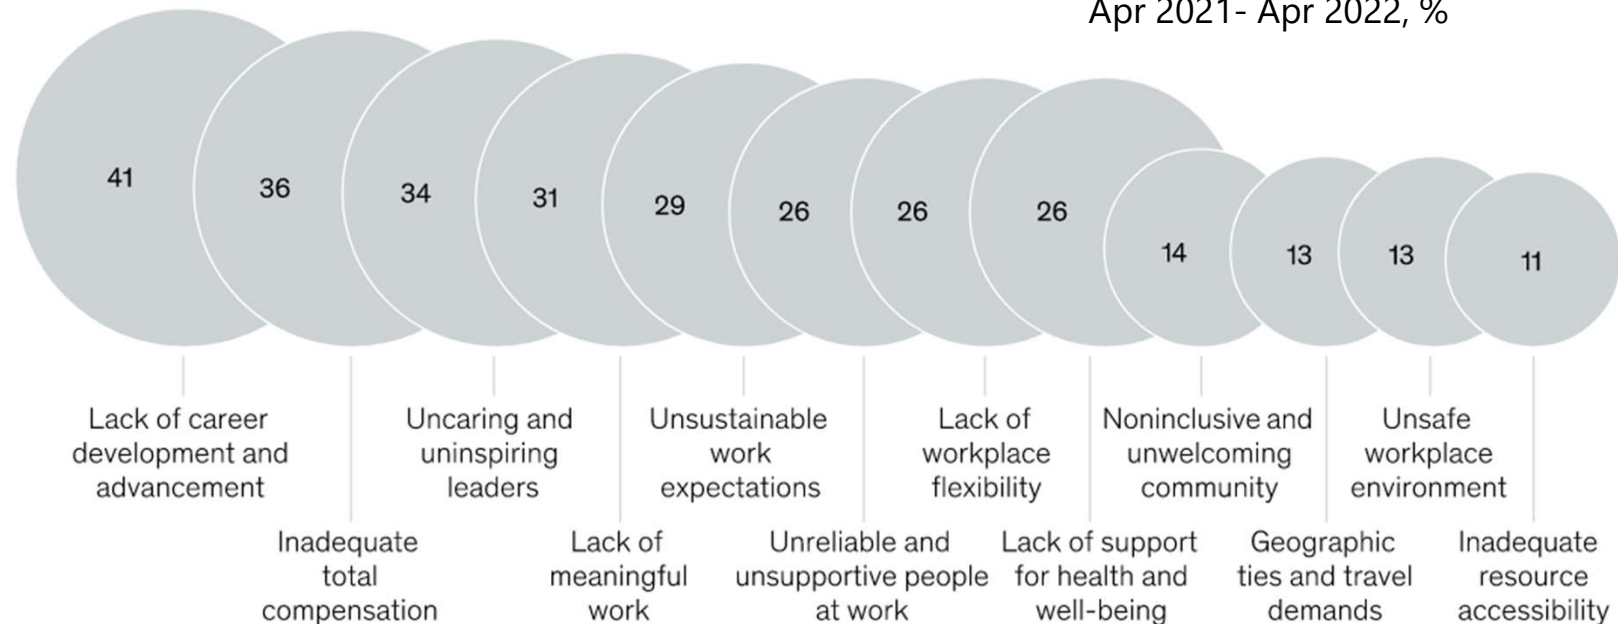 Apr 2021- Apr 2022, %
41
36
34
31
29
26
26
26
14
13
13
11
Lack of career
development and
advancement
Inadequate
total
compensation
Uncaring and
uninspiring
leaders
Lack of
meaningful
work
Unsustainable
work
expectations
Unreliable and
unsupportive people
at work
Lack of
workplace
flexibility
Lack of support
for health and
well-being
Noninclusive and
unwelcoming
community
Geographic
ties and travel
demands
Unsafe
workplace
environment
Inadequate
resource
accessibility